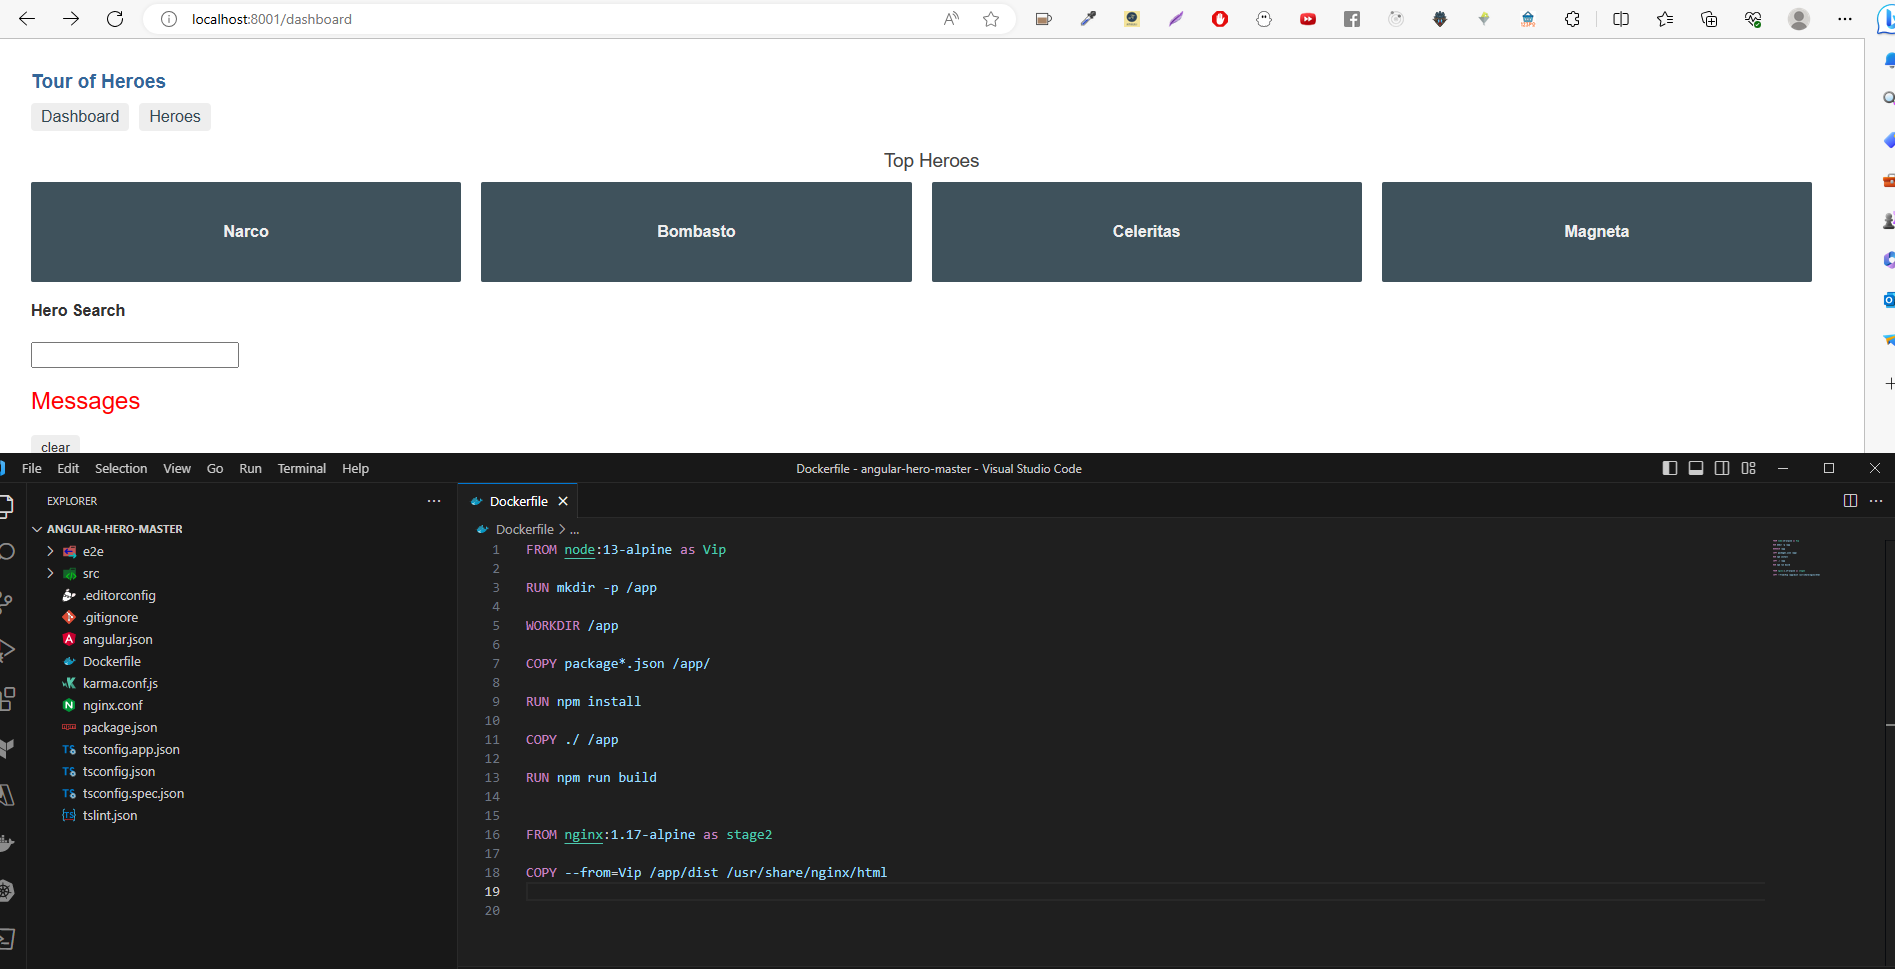 localhost:8001/dashboard
Tour of Heroes
Dashboard Heroes
Top Heroes
Narco Bombasto Celeritas Magneta
Hero Search
Messages
clear
File Edit Selection View Go Run Terminal Help
Dockerfile - angular-hero-master - Visual Studio Code
EXPLORER
ANGULAR-HERO-MASTER
e2e
src
.editorconfig
.gitignore
angular.json
Dockerfile
karma.conf.js
nginx.conf
package.json
tsconfig.app.json
tsconfig.json
tsconfig.spec.json
tslint.json
Dockerfile
Dockerfile > ...
1 FROM node:13-alpine as Vip
2
3 RUN mkdir -p /app
4
5 WORKDIR /app
6
7 COPY package*.json /app/
8
9 RUN npm install
10
11 COPY ./ /app
12
13 RUN npm run build
14
15
16 FROM nginx:1.17-alpine as stage2
17
18 COPY --from=Vip /app/dist /usr/share/nginx/html
19
20